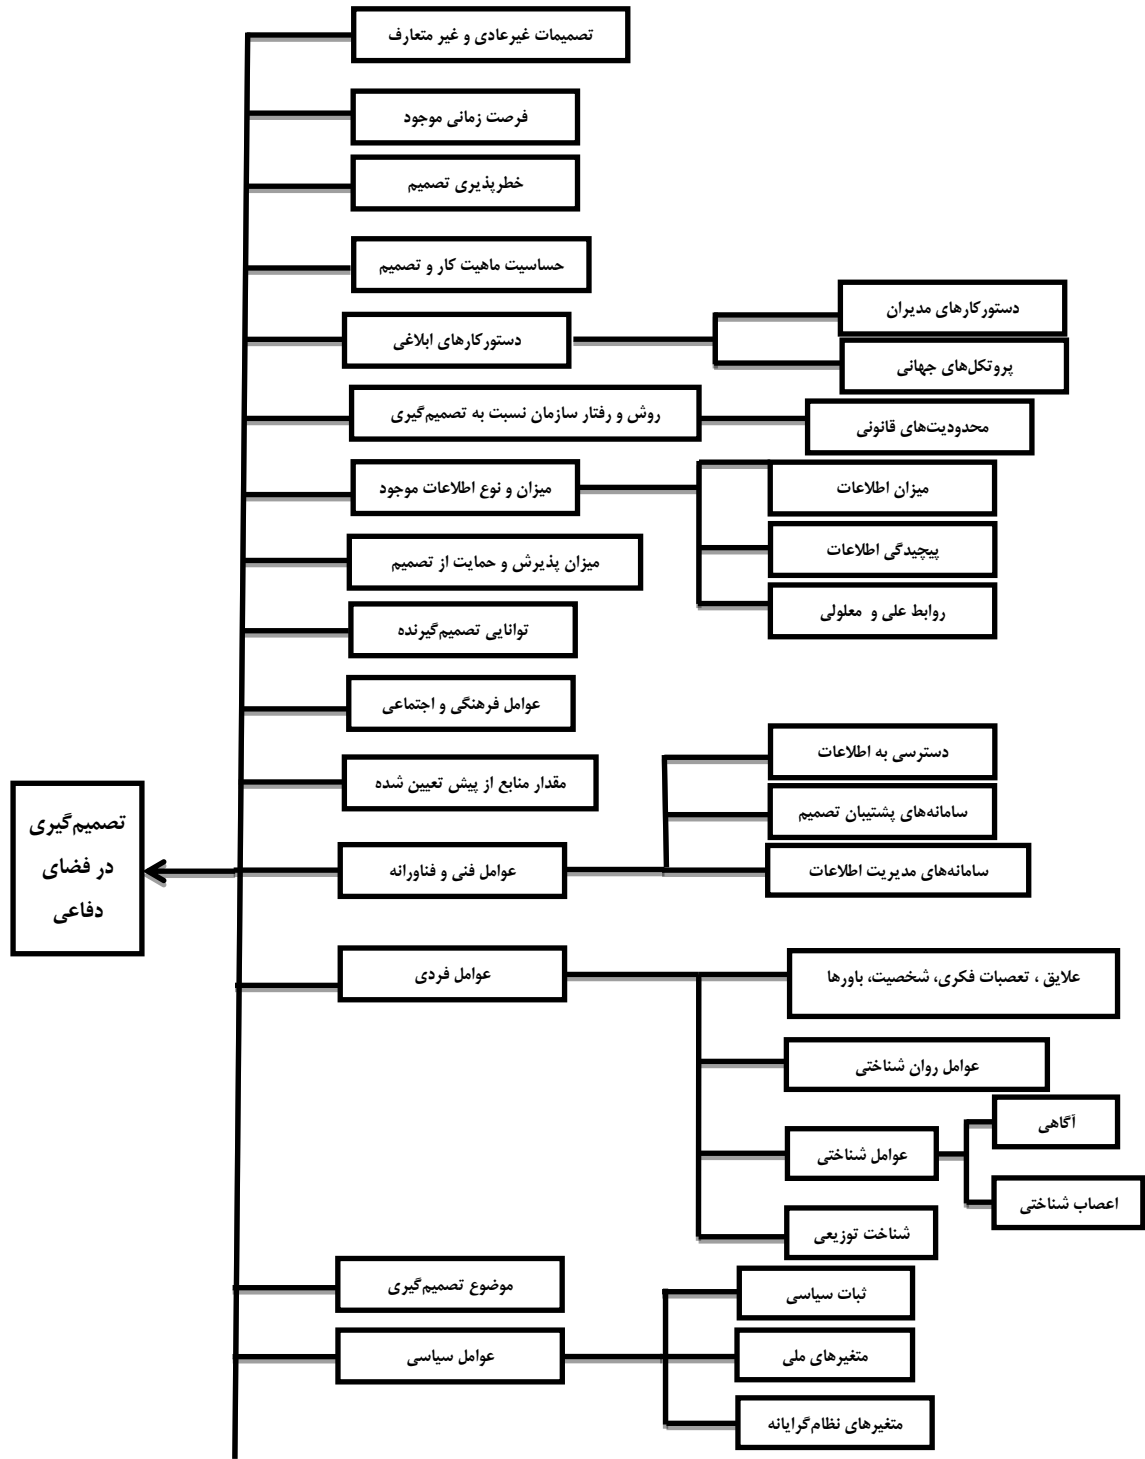 تصمیمات غیرعادی و غیر متعارف
فرصت زمانی موجود
خطرپذیری تصمیم
حساسیت ماهیت کار و تصمیم
دستورکارهای ابلاغی
دستورکارهای مدیران
پروتکل‌های جهانی
روش و رفتار سازمان نسبت به تصمیم‌گیری
محدودیت‌های قانونی
میزان و نوع اطلاعات موجود
میزان اطلاعات
پیچیدگی اطلاعات
روابط علی و معلولی
میزان پذیرش و حمایت از تصمیم
توانایی تصمیم‌گیرنده
عوامل فرهنگی و اجتماعی
مقدار منابع از پیش تعیین شده
تصمیم‌گیری
در فضای
دفاعی
عوامل فنی و فناورانه
دسترسی به اطلاعات
سامانه‌های پشتیبان تصمیم
سامانه‌های مدیریت اطلاعات
عوامل فردی
علایق ، تعصبات فکری، شخصیت، باورها
عوامل روان شناختی
عوامل شناختی
آگاهی
اعصاب شناختی
شناخت توزیعی
موضوع تصمیم‌گیری
عوامل سیاسی
ثبات سیاسی
متغیرهای ملی
متغیرهای نظام‌گرایانه